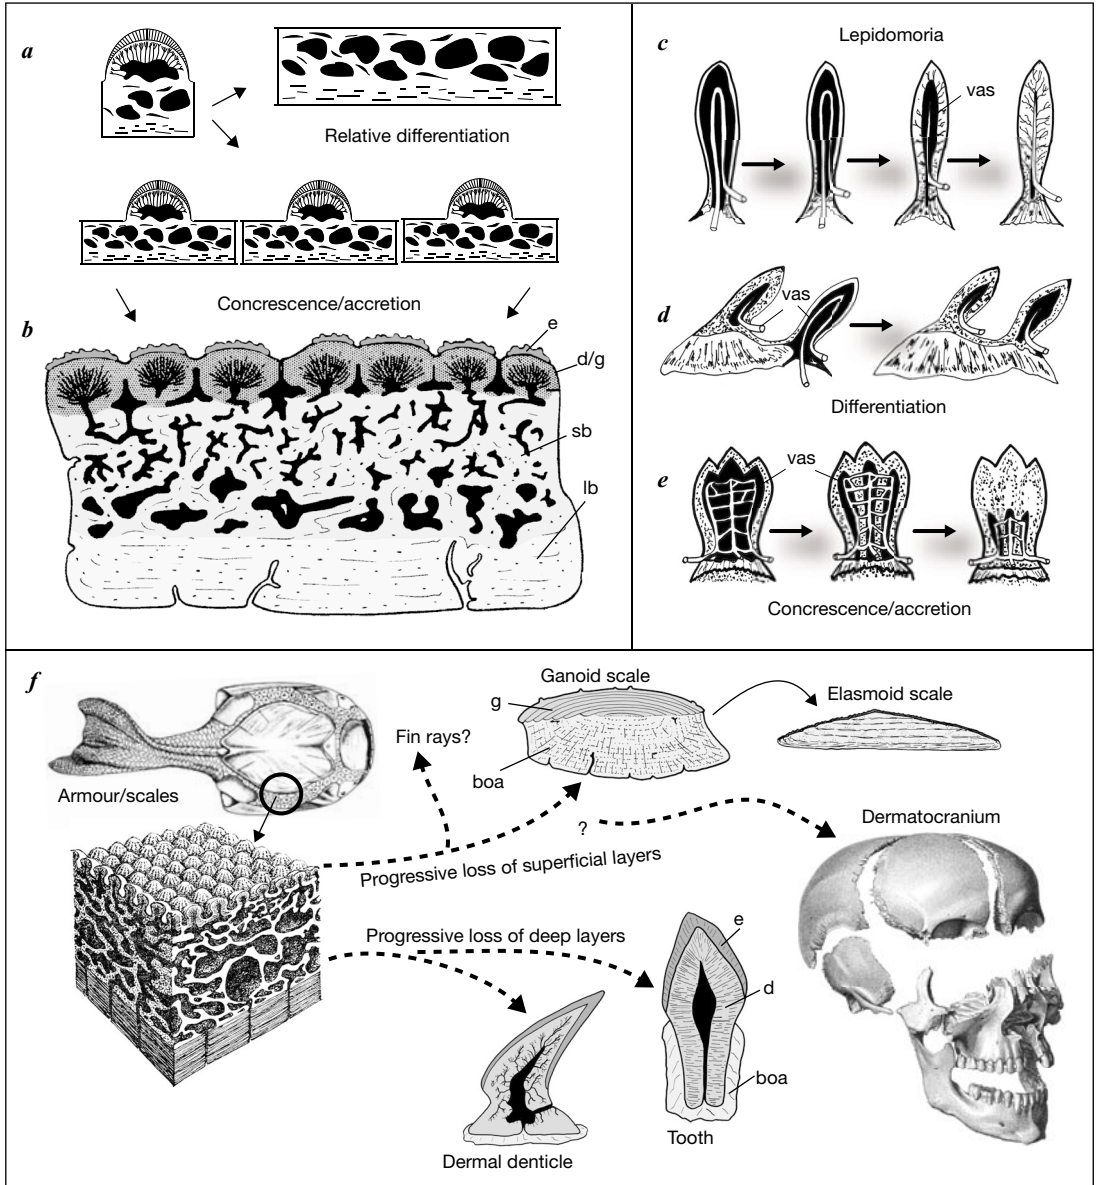 a
Relative differentiation
Concrescence/accretion
b
e
d/g
sb
lb
c
Lepidomoria
vas
d
vas
Differentiation
e
vas
Concrescence/accretion
f
Armour/scales
Fin rays?
Ganoid scale
g
boa
Elasmoid scale
?
Progressive loss of superficial layers
Dermatocranium
Progressive loss of deep layers
Dermal denticle
e
d
boa
Tooth